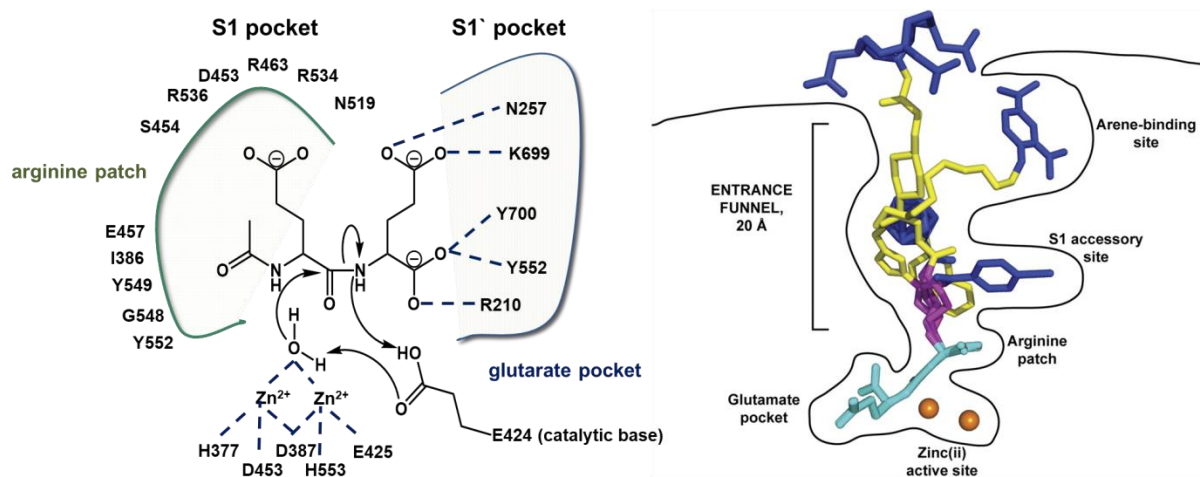 S1 pocket
S1` pocket
D453
R463
R534
R536
N519
S454
arginine patch
E457
I386
Y549
G548
Y552
O
O
O
O
O
N
H
O
N
H
O
O
N257
K699
Y700
Y552
R210
glutarate pocket
H
O
H
HO
O
Zn²⁺
Zn²⁺
H377
D453
D387
H553
E425
E424 (catalytic base)
ENTRANCE
FUNNEL,
20 Å
Arene-binding
site
S1 accessory
site
Arginine
patch
Glutamate
pocket
Zinc(ii)
active site